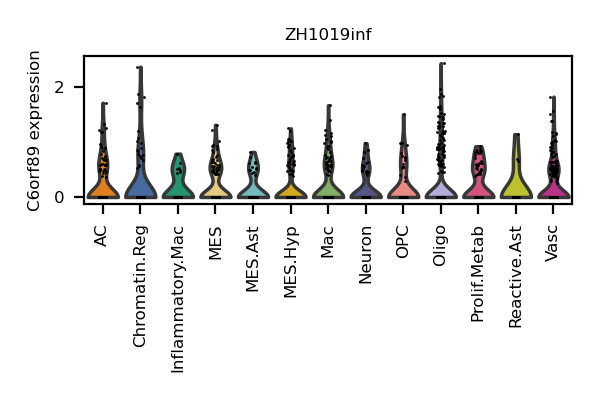 ZH1019inf
C6orf89 expression
2
0
AC
Chromatin.Reg
Inflammatory.Mac
MES
MES.Ast
MES.Hyp
Mac
Neuron
OPC
Oligo
Prolif.Metab
Reactive.Ast
Vasc